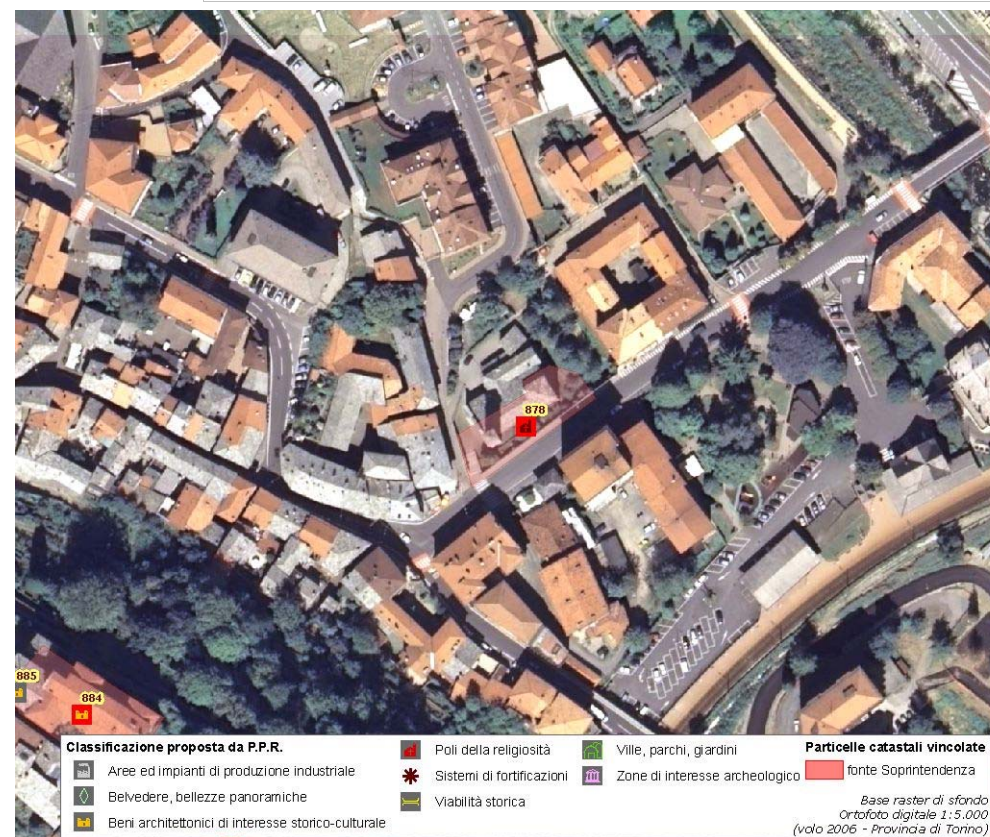 878
885
884
Classificazione proposta da P.P.R.
Aree ed impianti di produzione industriale
Belvedere, bellezze panoramiche
Beni architettonici di interesse storico-culturale
Poli della religiosità
Sistemi di fortificazioni
Viabilità storica
Ville, parchi, giardini
Zone di interesse archeologico
Particelle catastali vincolate
fonte Soprintendenza
Base raster di sfondo
Ortofoto digitale 1:5.000
(volo 2006 - Provincia di Torino)